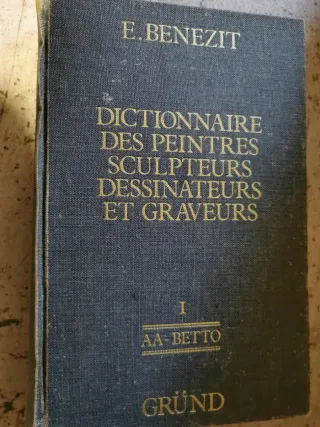 E. BENEZIT
DICTIONNAIRE
DES PEINTRES
SCULPTEURS
DESSINATEURS
ET GRAVEURS
I
AA-BETTO
GRÜND